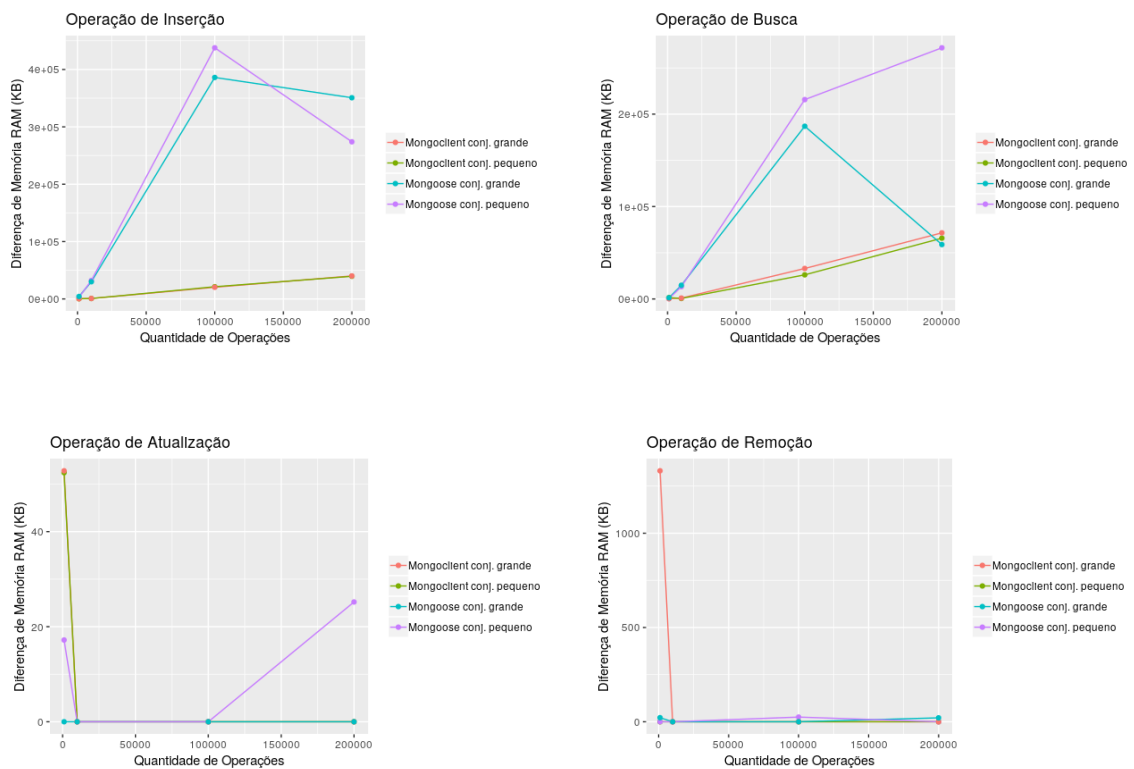 Operação de Inserção
Diferença de Memória RAM (KB)
4e+05
3e+05
2e+05
1e+05
0e+00
0 50000 100000 150000 200000
Quantidade de Operações
Mongoclient conj. grande
Mongoclient conj. pequeno
Mongoose conj. grande
Mongoose conj. pequeno
Operação de Busca
Diferença de Memória RAM (KB)
2e+05
1e+05
0e+00
0 50000 100000 150000 200000
Quantidade de Operações
Mongoclient conj. grande
Mongoclient conj. pequeno
Mongoose conj. grande
Mongoose conj. pequeno
Operação de Atualização
Diferença de Memória RAM (KB)
40
20
0
0 50000 100000 150000 200000
Quantidade de Operações
Mongoclient conj. grande
Mongoclient conj. pequeno
Mongoose conj. grande
Mongoose conj. pequeno
Operação de Remoção
Diferença de Memória RAM (KB)
1000
500
0
0 50000 100000 150000 200000
Quantidade de Operações
Mongoclient conj. grande
Mongoclient conj. pequeno
Mongoose conj. grande
Mongoose conj. pequeno